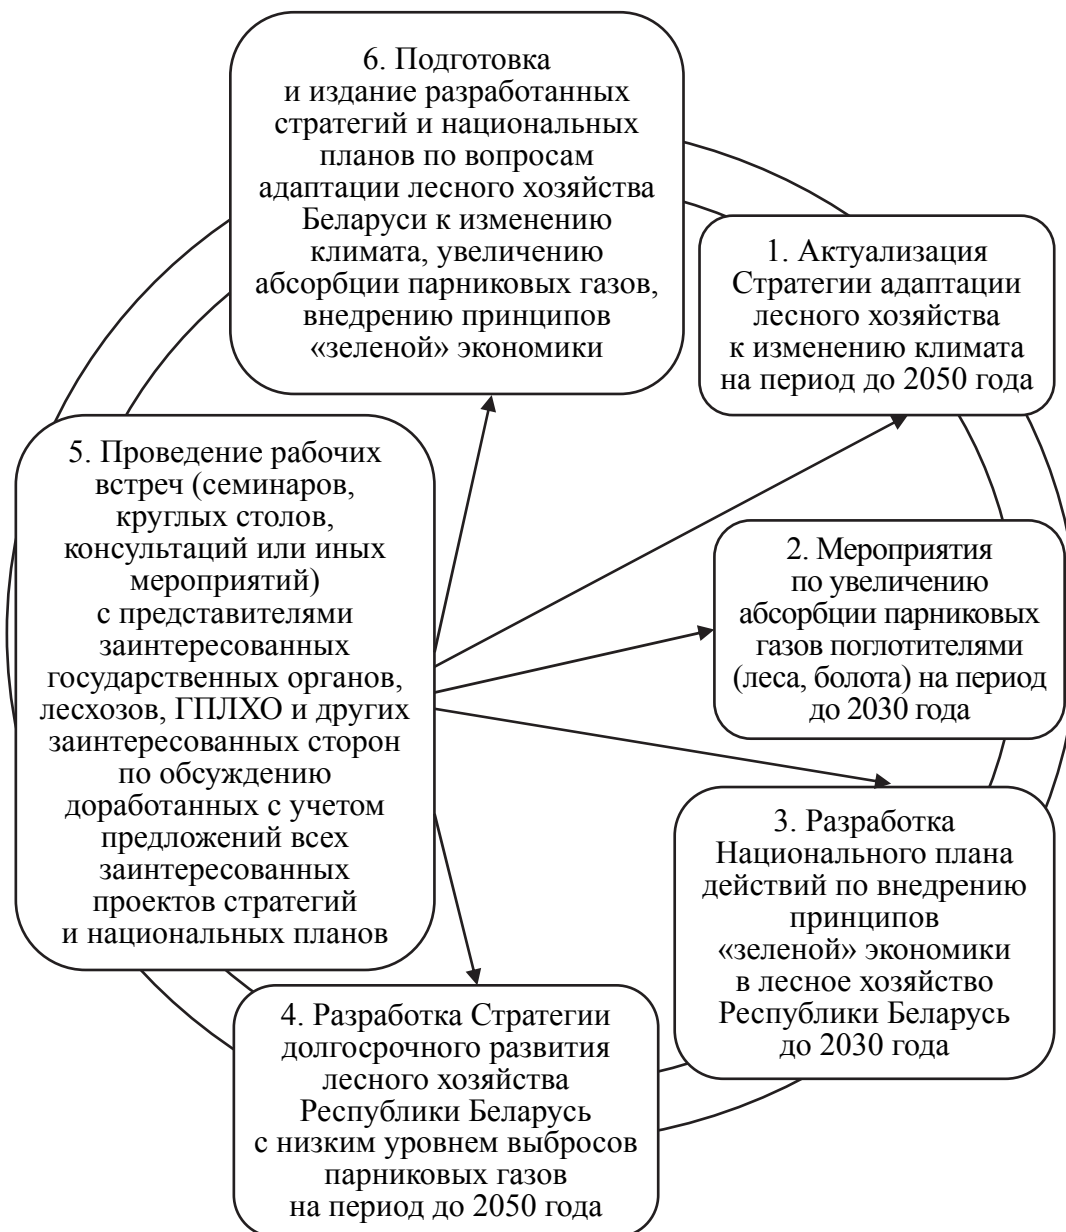 6. Подготовка
и издание разработанных
стратегий и национальных
планов по вопросам
адаптации лесного хозяйства
Беларуси к изменению
климата, увеличению
абсорбции парниковых газов,
внедрению принципов
«зеленой» экономики
1. Актуализация
Стратегии адаптации
лесного хозяйства
к изменению климата
на период до 2050 года
5. Проведение рабочих
встреч (семинаров,
круглых столов,
консультаций или иных
мероприятий)
с представителями
заинтересованных
государственных органов,
лесхозов, ГПЛХО и других
заинтересованных сторон
по обсуждению
доработанных с учетом
предложений всех
заинтересованных
проектов стратегий
и национальных планов
2. Мероприятия
по увеличению
абсорбции парниковых
газов поглотителями
(леса, болота) на период
до 2030 года
3. Разработка
Национального плана
действий по внедрению
принципов
«зеленой» экономики
в лесное хозяйство
Республики Беларусь
до 2030 года
4. Разработка Стратегии
долгосрочного развития
лесного хозяйства
Республики Беларусь
с низким уровнем выбросов
парниковых газов
на период до 2050 года